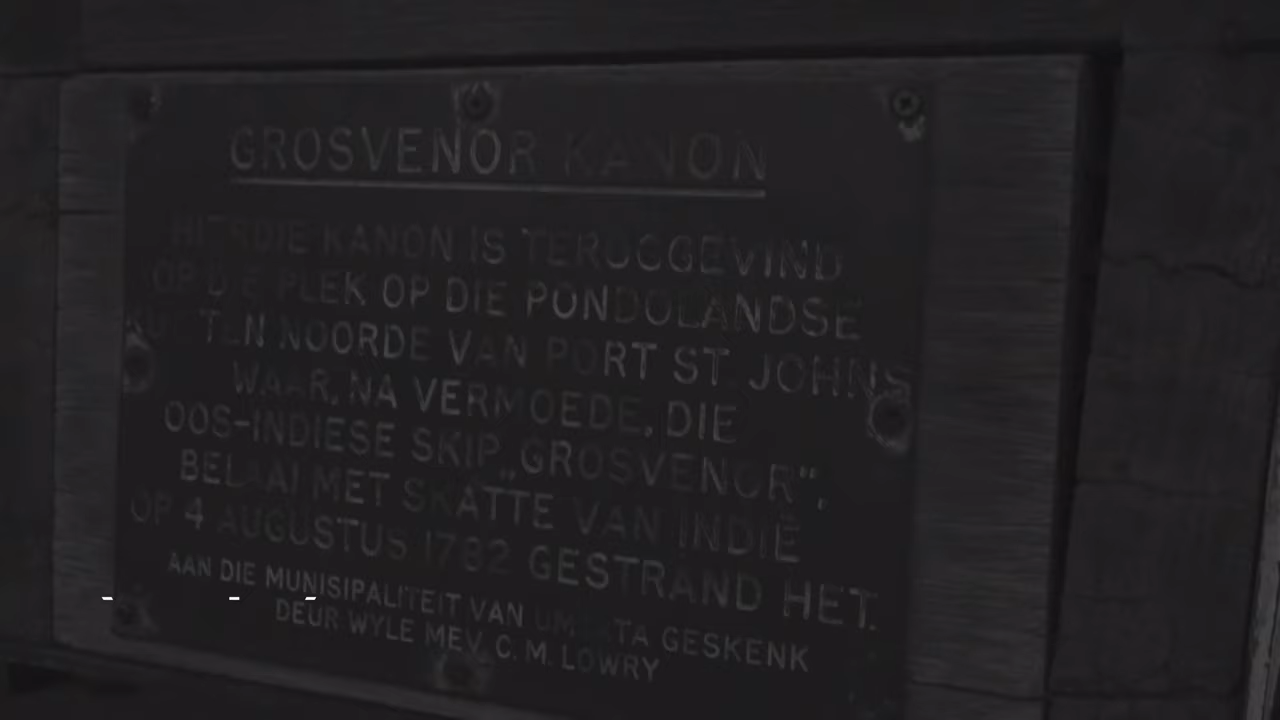 GROSVENOR KANON
HIERDIE KANON IS TERUGGEVIND
OP DIE PLEK OP DIE PONDOLANDSE
KUS TEN NOORDE VAN PORT ST. JOHNS
WAAR, NA VERMOEDE, DIE
OOS-INDIESE SKIP „GROSVENOR",
BELAAI MET SKATTE VAN INDIË
OP 4 AUGUSTUS 1782 GESTRAND HET.
AAN DIE MUNISIPALITEIT VAN UMTATA GESKENK
DEUR WYLE MEV. C. M. LOWRY